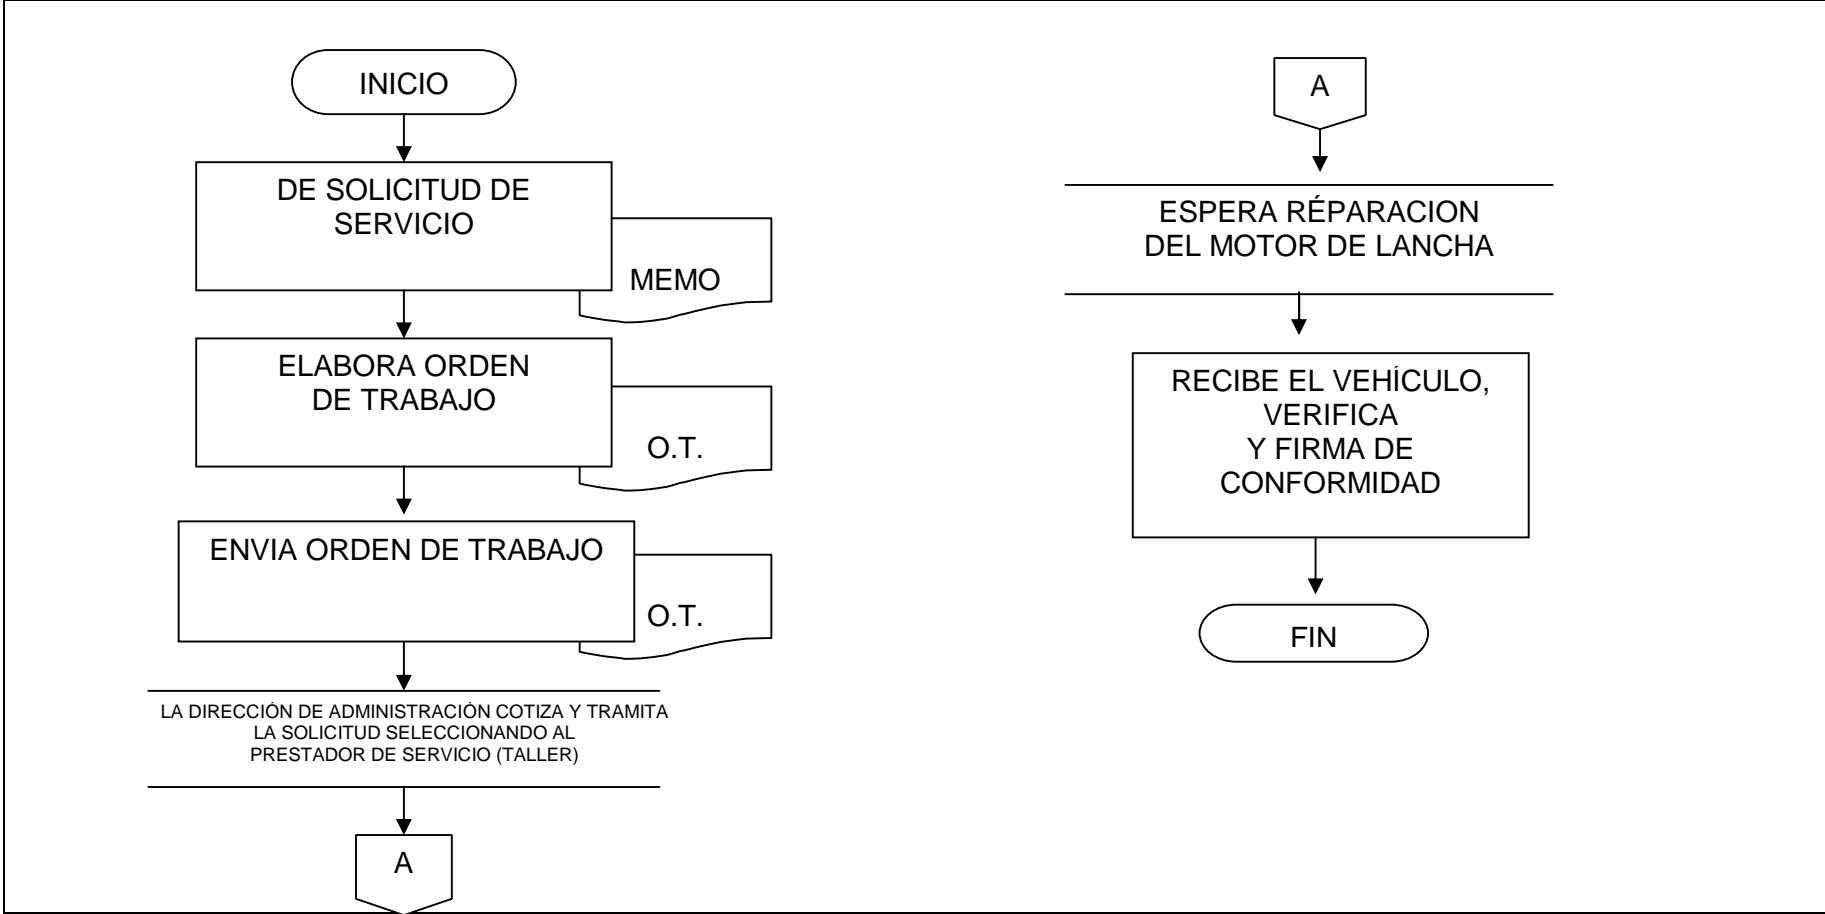 INICIO
DE SOLICITUD DE
SERVICIO
MEMO
ELABORA ORDEN
DE TRABAJO
O.T.
ENVIA ORDEN DE TRABAJO
O.T.
LA DIRECCIÓN DE ADMINISTRACIÓN COTIZA Y TRAMITA
LA SOLICITUD SELECCIONANDO AL
PRESTADOR DE SERVICIO (TALLER)
A
A
ESPERA RÉPARACION
DEL MOTOR DE LANCHA
RECIBE EL VEHÍCULO,
VERIFICA
Y FIRMA DE
CONFORMIDAD
FIN